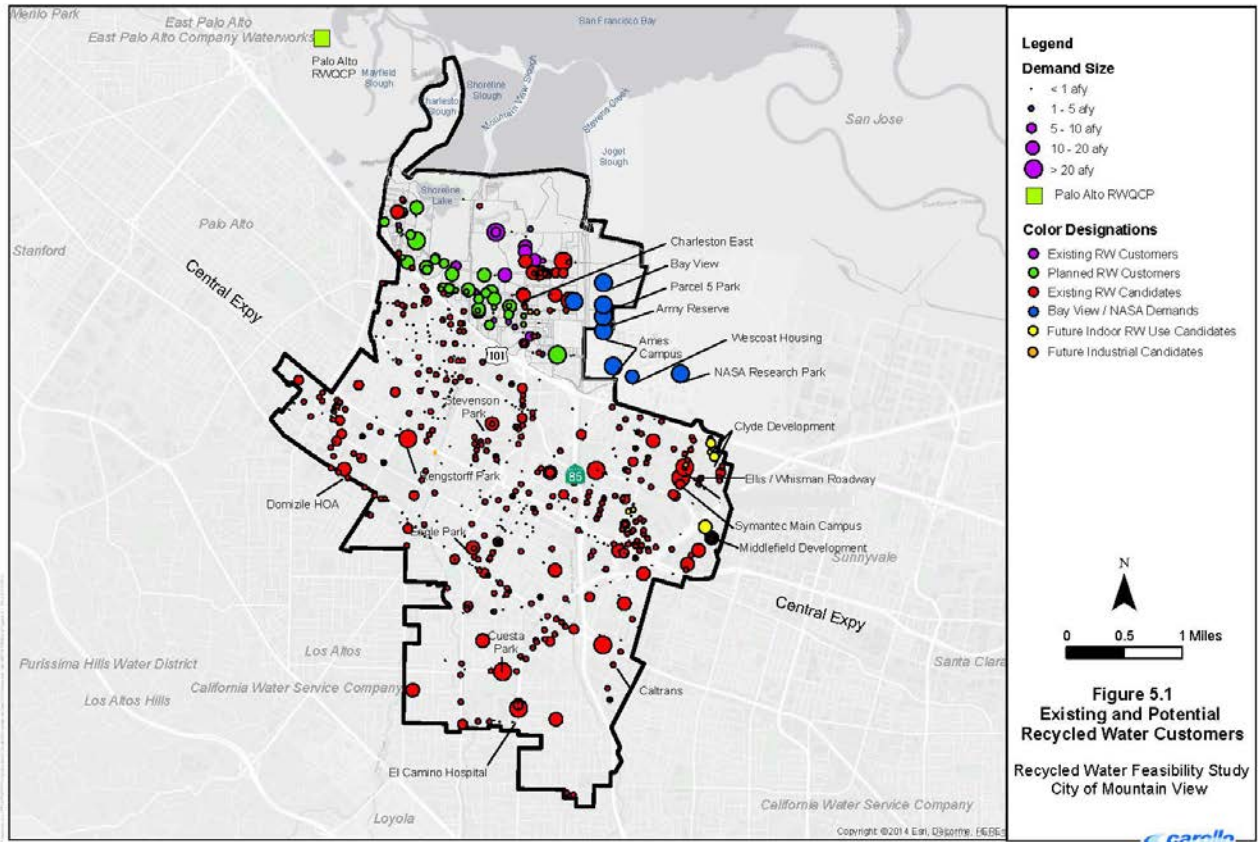 Menlo Park
East Palo Alto
East Palo Alto Company Waterworks
Palo Alto
RWQCP
San Francisco Bay
Mayfield
Slough
Charleston
Slough
Shoreline
Slough
Mountain View Slough
Stevens Creek
Jagel
Slough
San Jose
Shoreline
Lake
Palo Alto
Stanford
Central Expy
Charleston East
Bay View
Parcel 5 Park
Army Reserve
Ames
Campus
Wescoat Housing
NASA Research Park
101
Stevenson
Park
Clyde Development
Rengstorff Park
85
Ellis / Whisman Roadway
Domizile HOA
Symantec Main Campus
Eagle Park
Middlefield Development
Sunnyvale
Central Expy
Cuesta
Park
Los Altos
Purissima Hills Water District
California Water Service Company
Los Altos Hills
Caltrans
Santa Clara
El Camino Hospital
Loyola
California Water Service Company
Copyright: ©2014 Esri, DeLorme, HERE
Legend
Demand Size
< 1 afy
1 - 5 afy
5 - 10 afy
10 - 20 afy
> 20 afy
Palo Alto RWQCP
Color Designations
Existing RW Customers
Planned RW Customers
Existing RW Candidates
Bay View / NASA Demands
Future Indoor RW Use Candidates
Future Industrial Candidates
N
0 0.5 1 Miles
Figure 5.1
Existing and Potential
Recycled Water Customers
Recycled Water Feasibility Study
City of Mountain View
carollo